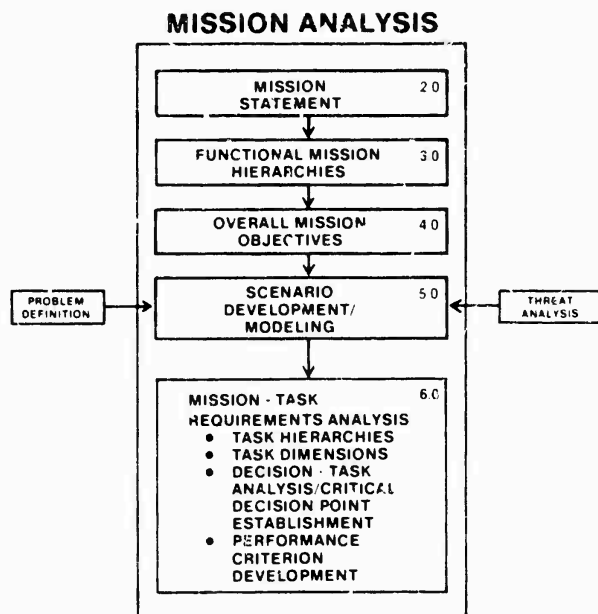 MISSION ANALYSIS
MISSION 2.0
STATEMENT
FUNCTIONAL MISSION 3.0
HIERARCHIES
OVERALL MISSION 4.0
OBJECTIVES
SCENARIO 5.0
DEVELOPMENT/
MODELING
PROBLEM
DEFINITION
THREAT
ANALYSIS
MISSION - TASK 6.0
REQUIREMENTS ANALYSIS
● TASK HIERARCHIES
● TASK DIMENSIONS
● DECISION - TASK
ANALYSIS/CRITICAL
DECISION POINT
ESTABLISHMENT
● PERFORMANCE
CRITERION
DEVELOPMENT